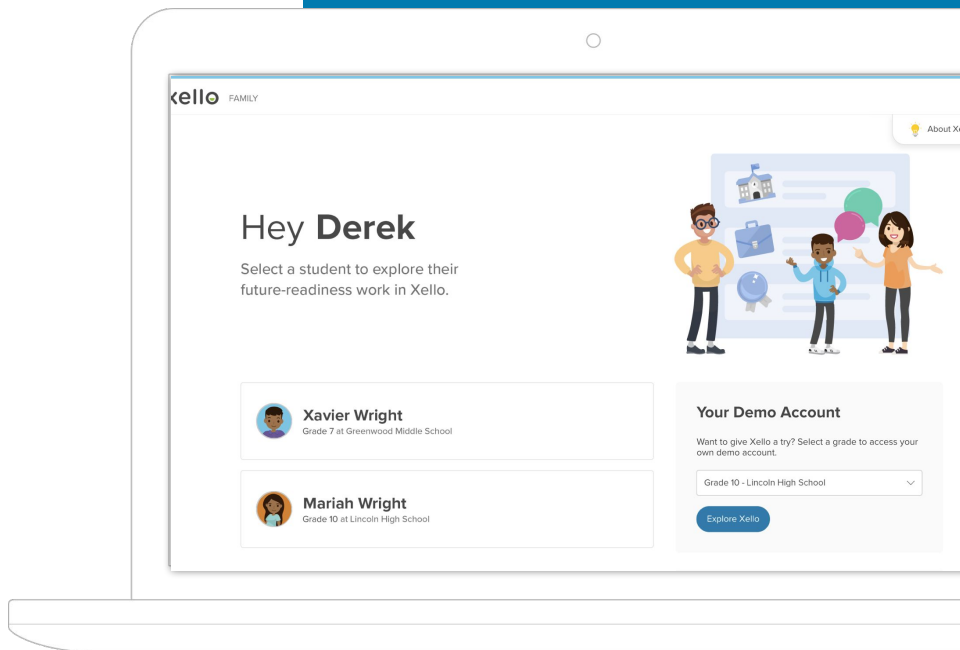 xello FAMILY
About Xe
Hey Derek
Select a student to explore their
future-readiness work in Xello.
Xavier Wright
Grade 7 at Greenwood Middle School
Mariah Wright
Grade 10 at Lincoln High School
Your Demo Account
Want to give Xello a try? Select a grade to access your
own demo account.
Grade 10 - Lincoln High School
Explore Xello